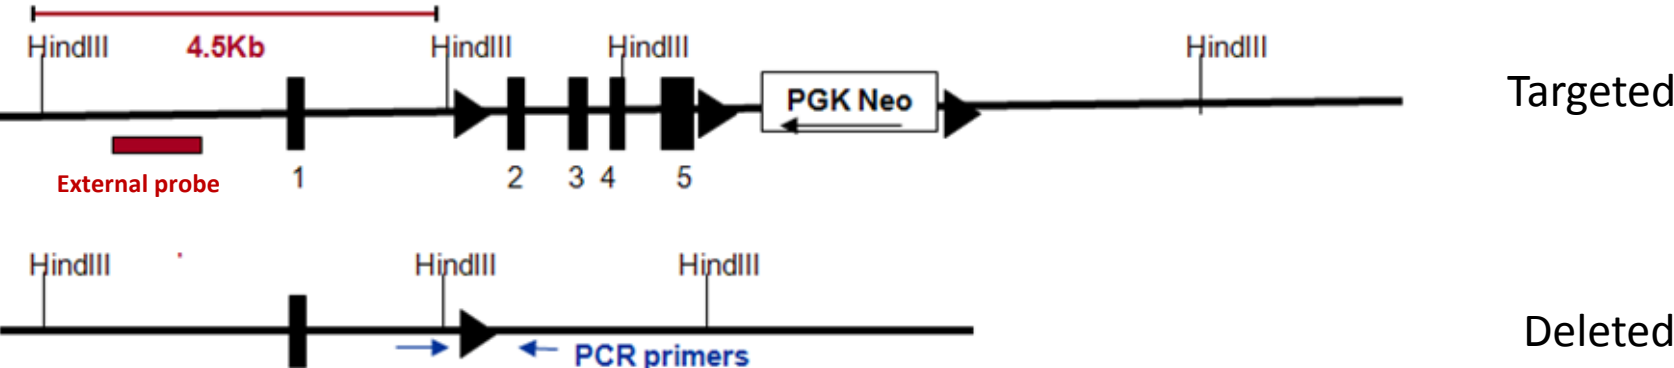 HindIII 4.5Kb HindIII HindIII HindIII
Targeted
PGK Neo
External probe 1 2 3 4 5
HindIII HindIII HindIII
Deleted
PCR primers